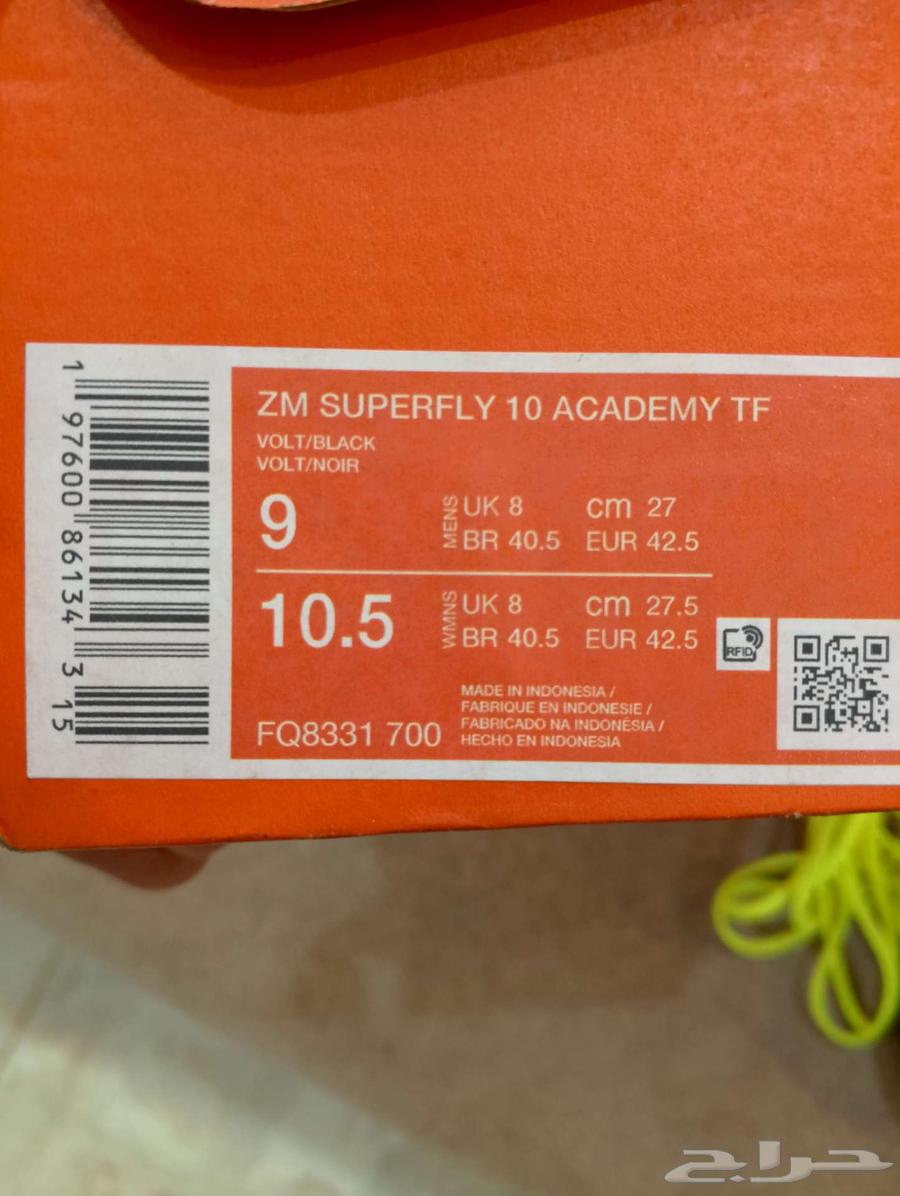 1 97600 86134 3 15
ZM SUPERFLY 10 ACADEMY TF
VOLT/BLACK
VOLT/NOIR
9 MENS UK 8 cm 27
BR 40.5 EUR 42.5
10.5 WMNS UK 8 cm 27.5
BR 40.5 EUR 42.5
RFID
MADE IN INDONESIA /
FABRIQUE EN INDONESIE /
FABRICADO NA INDONÉSIA /
HECHO EN INDONESIA
FQ8331 700
حراج